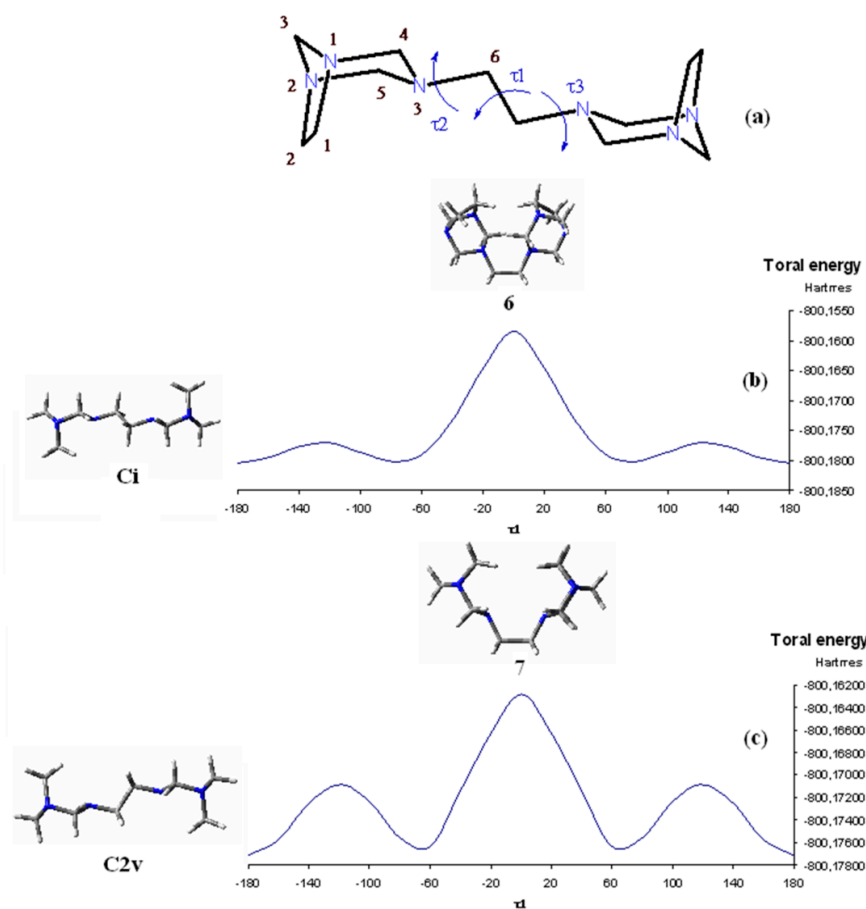 3
1
4
N
6
τ1
τ3
2
N
5
N
3
τ2
N
N
N
2
1
(a)
6
Toral energy
Hartrres
-800,1550
-800,1600
-800,1650
-800,1700
-800,1750
-800,1800
-800,1850
(b)
Ci
-180 -140 -100 -60 -20 20 60 100 140 180
τ1
7
Toral energy
Hartrres
-800,16200
-800,16400
-800,16600
-800,16800
-800,17000
-800,17200
-800,17400
-800,17600
-800,17800
(c)
C2v
-180 -140 -100 -60 -20 20 60 100 140 180
τ1